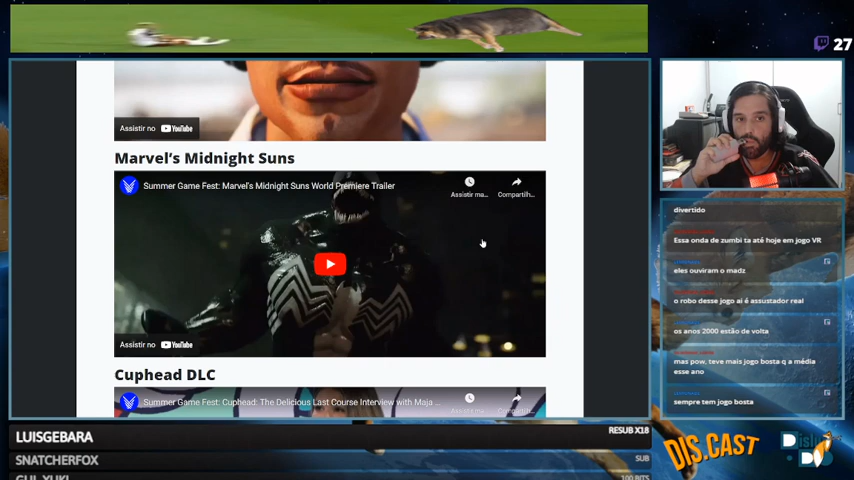 27
Assistir no YouTube
Marvel's Midnight Suns
Summer Game Fest: Marvel's Midnight Suns World Premiere Trailer
Assistir ma...
Compartilh...
Assistir no YouTube
Cuphead DLC
Summer Game Fest: Cuphead: The Delicious Last Course Interview with Maja ...
divertido
Essa onda de zumbi ta até hoje em jogo VR
eles ouviram o madz
o robo desse jogo ai é assustador real
os anos 2000 estão de volta
mas pow, teve mais jogo bosta q a média
esse ano
sempre tem jogo bosta
LUISGEBARA
RESUB X18
SNATCHERFOX
SUB
100 BITS
DIS.CAST